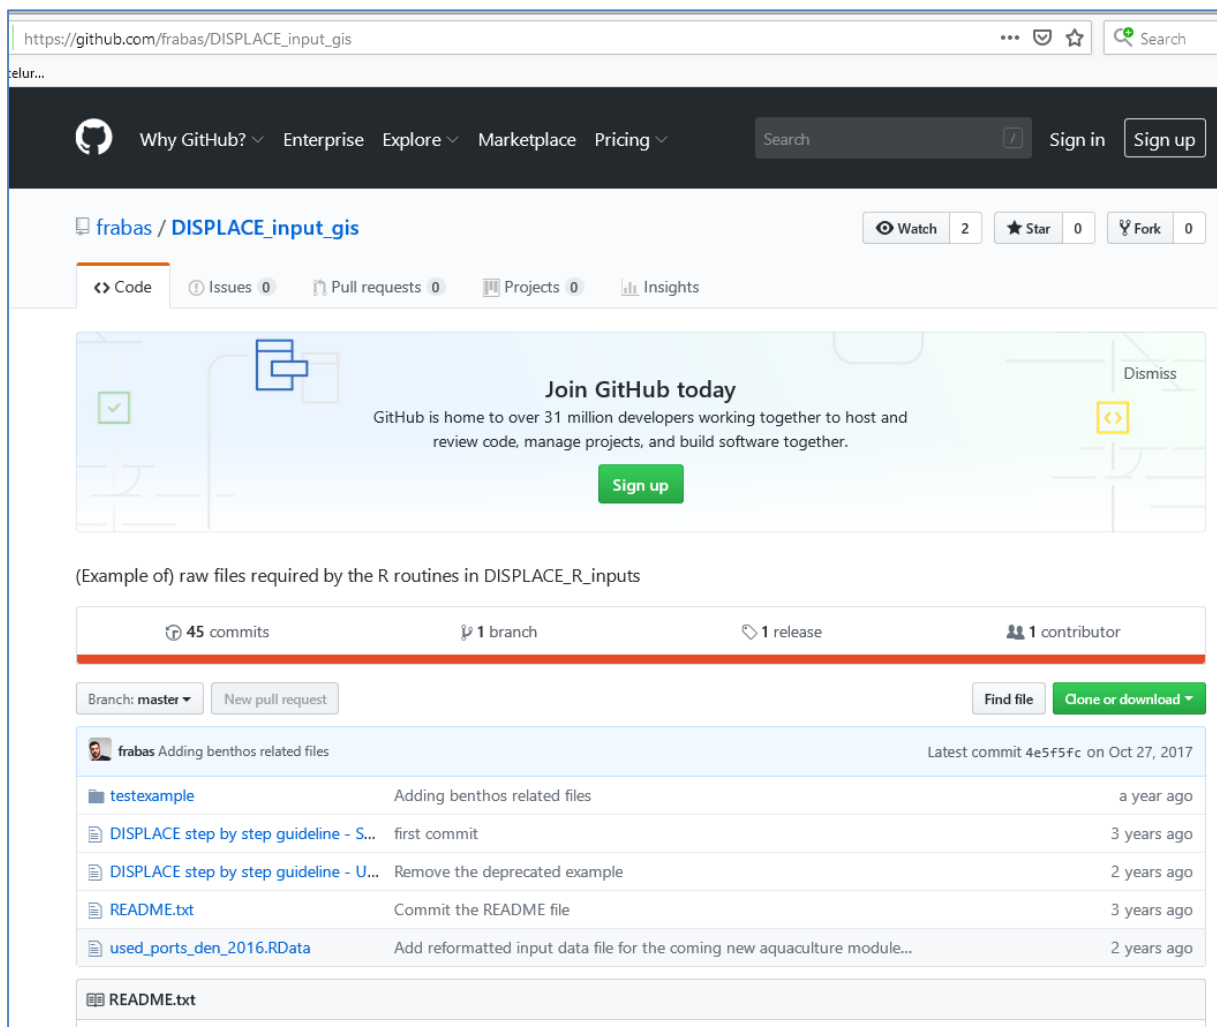 https://github.com/frabas/DISPLACE_input_gis ••• Search
elur...
Why GitHub? Enterprise Explore Marketplace Pricing Search / Sign in Sign up
frabas / DISPLACE_input_gis Watch 2 Star 0 Fork 0
<> Code Issues 0 Pull requests 0 Projects 0 Insights
Dismiss
Join GitHub today
GitHub is home to over 31 million developers working together to host and
review code, manage projects, and build software together.
Sign up
(Example of) raw files required by the R routines in DISPLACE_R_inputs
45 commits 1 branch 1 release 1 contributor
Branch: master New pull request Find file Clone or download
frabas Adding benthos related files Latest commit 4e5f5fc on Oct 27, 2017
testexample Adding benthos related files a year ago
DISPLACE step by step guideline - S... first commit 3 years ago
DISPLACE step by step guideline - U... Remove the deprecated example 2 years ago
README.txt Commit the README file 3 years ago
used_ports_den_2016.RData Add reformatted input data file for the coming new aquaculture module... 2 years ago
README.txt